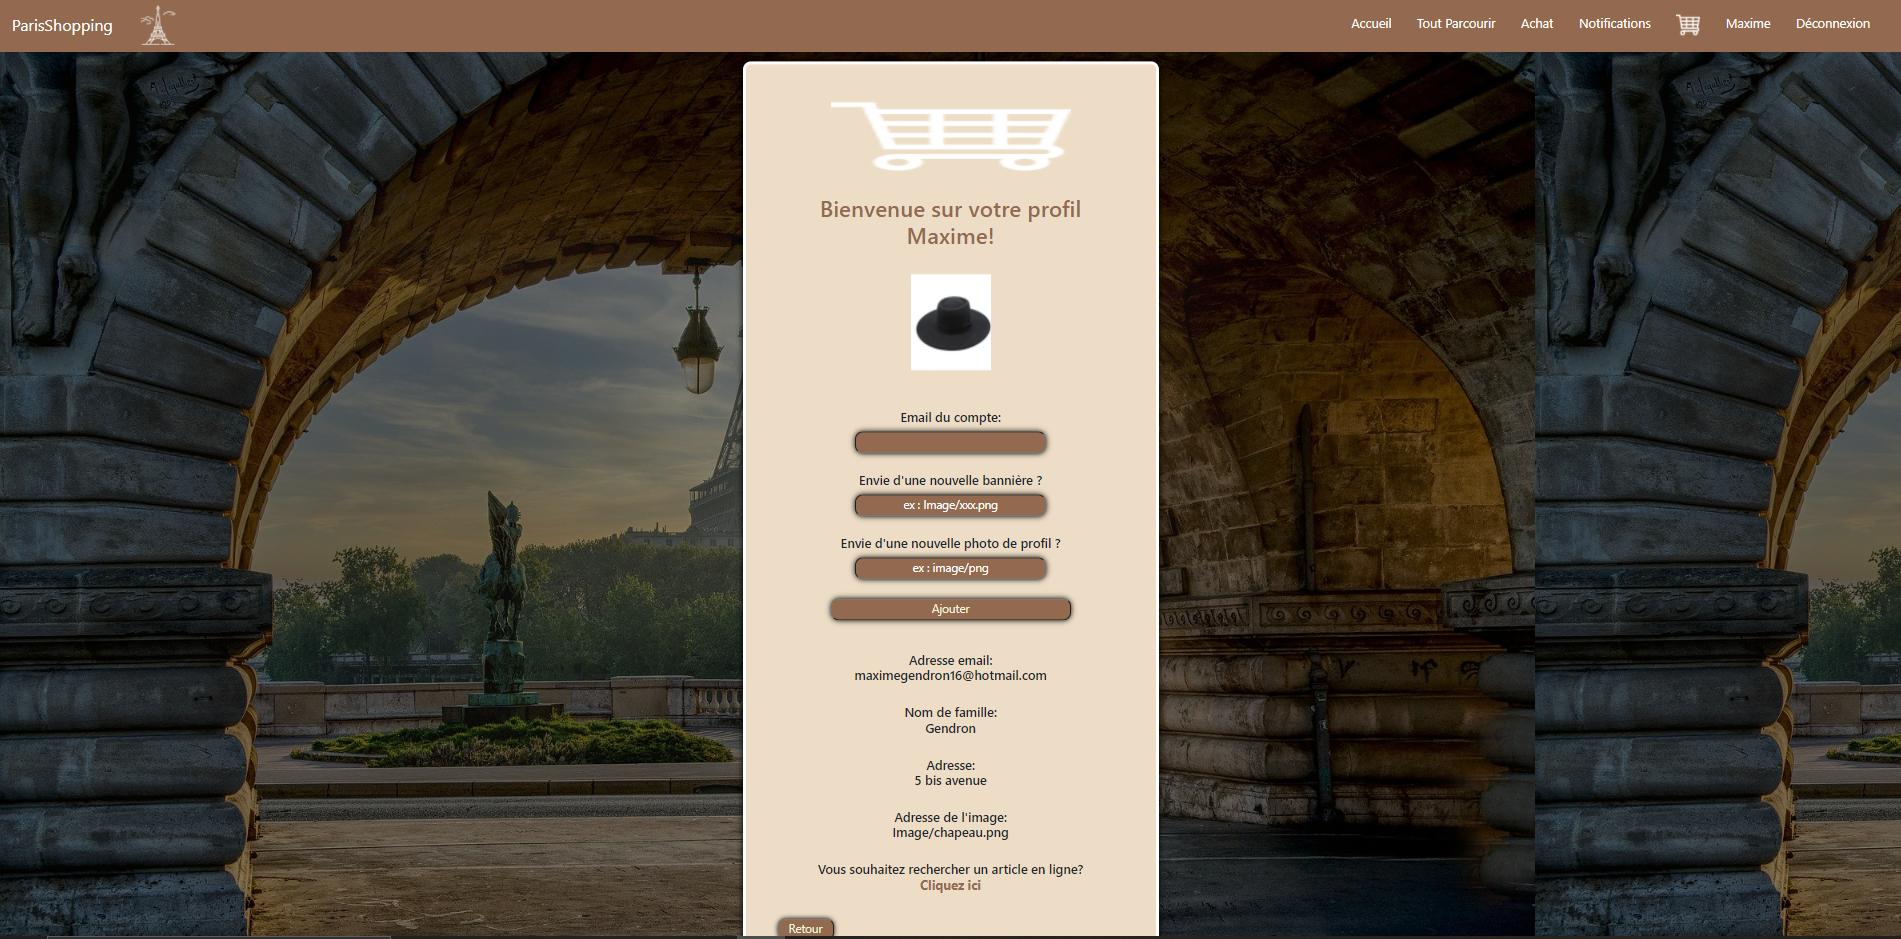 ParisShopping
Accueil
Tout Parcourir
Achat
Notifications
Maxime
Déconnexion
Bienvenue sur votre profil
Maxime!
Email du compte:
Envie d'une nouvelle bannière ?
ex : Image/xxx.png
Envie d'une nouvelle photo de profil ?
ex : image/png
Ajouter
Adresse email:
maximegendron16@hotmail.com
Nom de famille:
Gendron
Adresse:
5 bis avenue
Adresse de l'image:
Image/chapeau.png
Vous souhaitez rechercher un article en ligne?
Cliquez ici
Retour